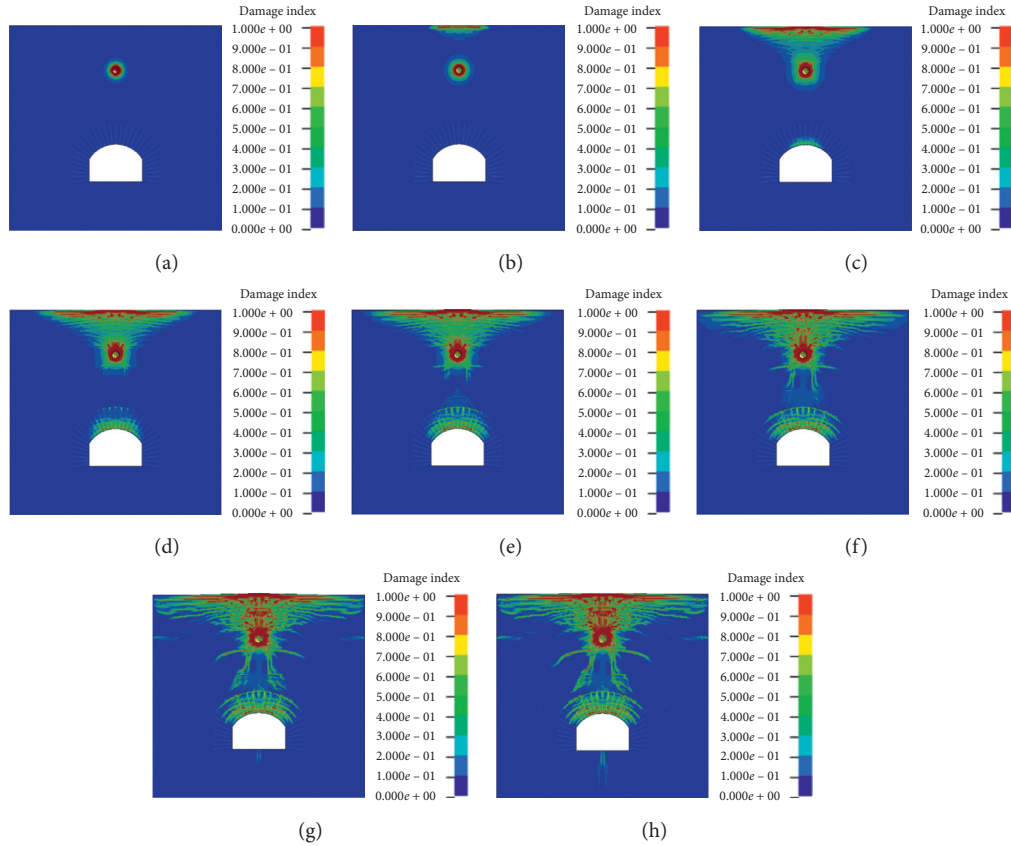 Damage index
1.000e + 00
9.000e – 01
8.000e – 01
7.000e – 01
6.000e – 01
5.000e – 01
4.000e – 01
3.000e – 01
2.000e – 01
1.000e – 01
0.000e + 00
(a)
Damage index
1.000e + 00
9.000e – 01
8.000e – 01
7.000e – 01
6.000e – 01
5.000e – 01
4.000e – 01
3.000e – 01
2.000e – 01
1.000e – 01
0.000e + 00
(b)
Damage index
1.000e + 00
9.000e – 01
8.000e – 01
7.000e – 01
6.000e – 01
5.000e – 01
4.000e – 01
3.000e – 01
2.000e – 01
1.000e – 01
0.000e + 00
(c)
Damage index
1.000e + 00
9.000e – 01
8.000e – 01
7.000e – 01
6.000e – 01
5.000e – 01
4.000e – 01
3.000e – 01
2.000e – 01
1.000e – 01
0.000e + 00
(d)
Damage index
1.000e + 00
9.000e – 01
8.000e – 01
7.000e – 01
6.000e – 01
5.000e – 01
4.000e – 01
3.000e – 01
2.000e – 01
1.000e – 01
0.000e + 00
(e)
Damage index
1.000e + 00
9.000e – 01
8.000e – 01
7.000e – 01
6.000e – 01
5.000e – 01
4.000e – 01
3.000e – 01
2.000e – 01
1.000e – 01
0.000e + 00
(f)
Damage index
1.000e + 00
9.000e – 01
8.000e – 01
7.000e – 01
6.000e – 01
5.000e – 01
4.000e – 01
3.000e – 01
2.000e – 01
1.000e – 01
0.000e + 00
(g)
Damage index
1.000e + 00
9.000e – 01
8.000e – 01
7.000e – 01
6.000e – 01
5.000e – 01
4.000e – 01
3.000e – 01
2.000e – 01
1.000e – 01
0.000e + 00
(h)